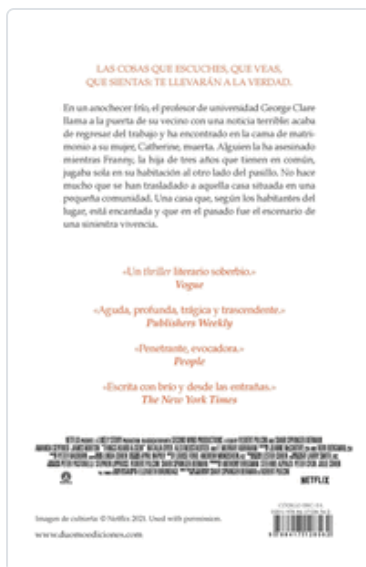 LAS COSAS QUE ESCUCHES, QUE VEAS,
QUE SIENTAS: TE LLEVARÁN A LA VERDAD.
En un anochecer frío, el profesor de universidad George Clare
llama a la puerta de su vecino con una noticia terrible: acaba
de regresar del trabajo y ha encontrado en la cama de matri-
monio a su mujer, Catherine, muerta. Alguien la ha asesinado
mientras Franny, la hija de tres años que tienen en común,
jugaba sola en su habitación al otro lado del pasillo. No hace
mucho que se han trasladado a aquella casa situada en una
pequeña comunidad. Una casa que, según los habitantes del
lugar, está encantada y que en el pasado fue el escenario de
una siniestra vivencia.
«Un thriller literario soberbio.»
Vogue
«Aguda, profunda, trágica y trascendente.»
Publishers Weekly
«Penetrante, evocadora.»
People
«Escrita con brío y desde las entrañas.»
The New York Times
NETFLIX
Imagen de cubierta: © Netflix 2021. Used with permission.
www.duomoediciones.com